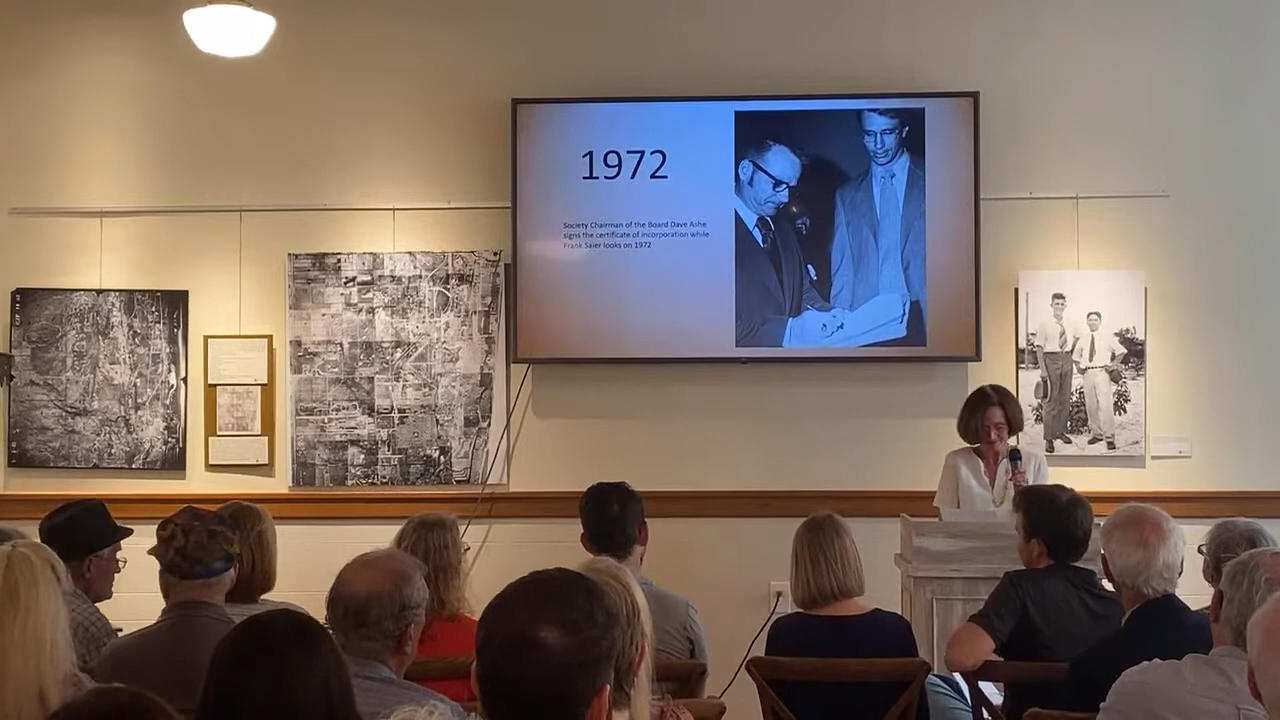 1972
Society Chairman of the Board Dave Ashe
signs the certificate of incorporation while
Frank Saier looks on 1972